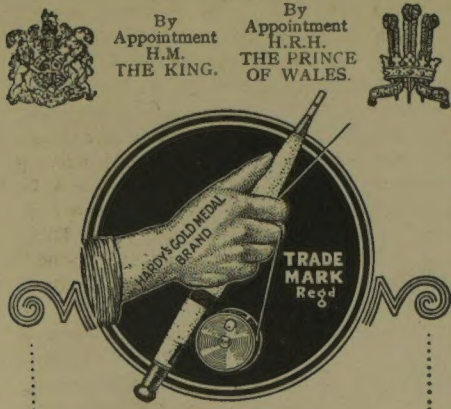 By
Appointment
H.M.
THE KING.
By
Appointment
H.R.H.
THE PRINCE
OF WALES.
HARDY'S GOLD MEDAL
BRAND
TRADE
MARK
Regd